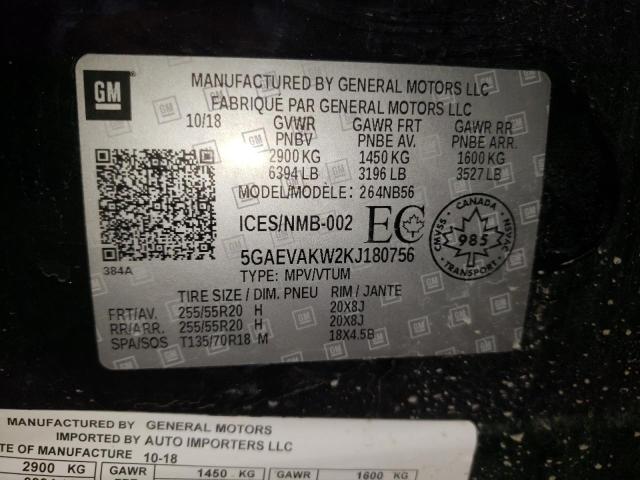 GM
MANUFACTURED BY GENERAL MOTORS LLC
FABRIQUÉ PAR GENERAL MOTORS LLC
10/18 GVWR GAWR FRT GAWR RR
PNBV PNBE AV. PNBE ARR.
2900 KG 1450 KG 1600 KG
6394 LB 3196 LB 3527 LB
MODEL/MODÈLE: 264NB56
ICES/NMB-002 EC
CANADA
CMVSS 985 NSVAC
TRANSPORT
384A
5GAEVAKW2KJ180756
TYPE: MPV/VTUM
TIRE SIZE / DIM. PNEU RIM / JANTE
FRT/AV. 255/55R20 H 20X8J
RR/ARR. 255/55R20 H 20X8J
SPA/SOS T135/70R18 M 18X4.5B
MANUFACTURED BY GENERAL MOTORS
IMPORTED BY AUTO IMPORTERS LLC
TE OF MANUFACTURE 10-18
2900 KG GAWR 1450 KG GAWR 1600 KG